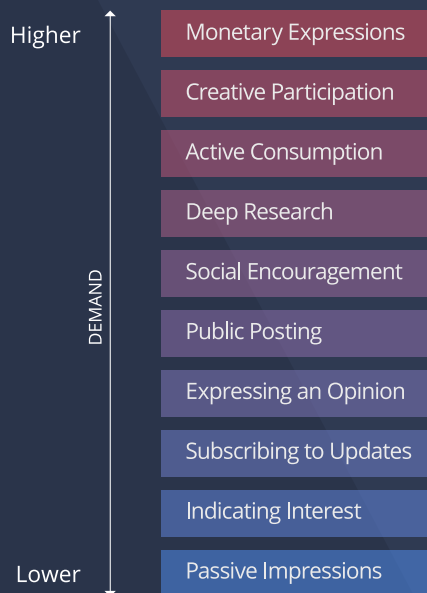 Higher
Monetary Expressions
Creative Participation
Active Consumption
Deep Research
Social Encouragement
DEMAND
Public Posting
Expressing an Opinion
Subscribing to Updates
Indicating Interest
Lower
Passive Impressions